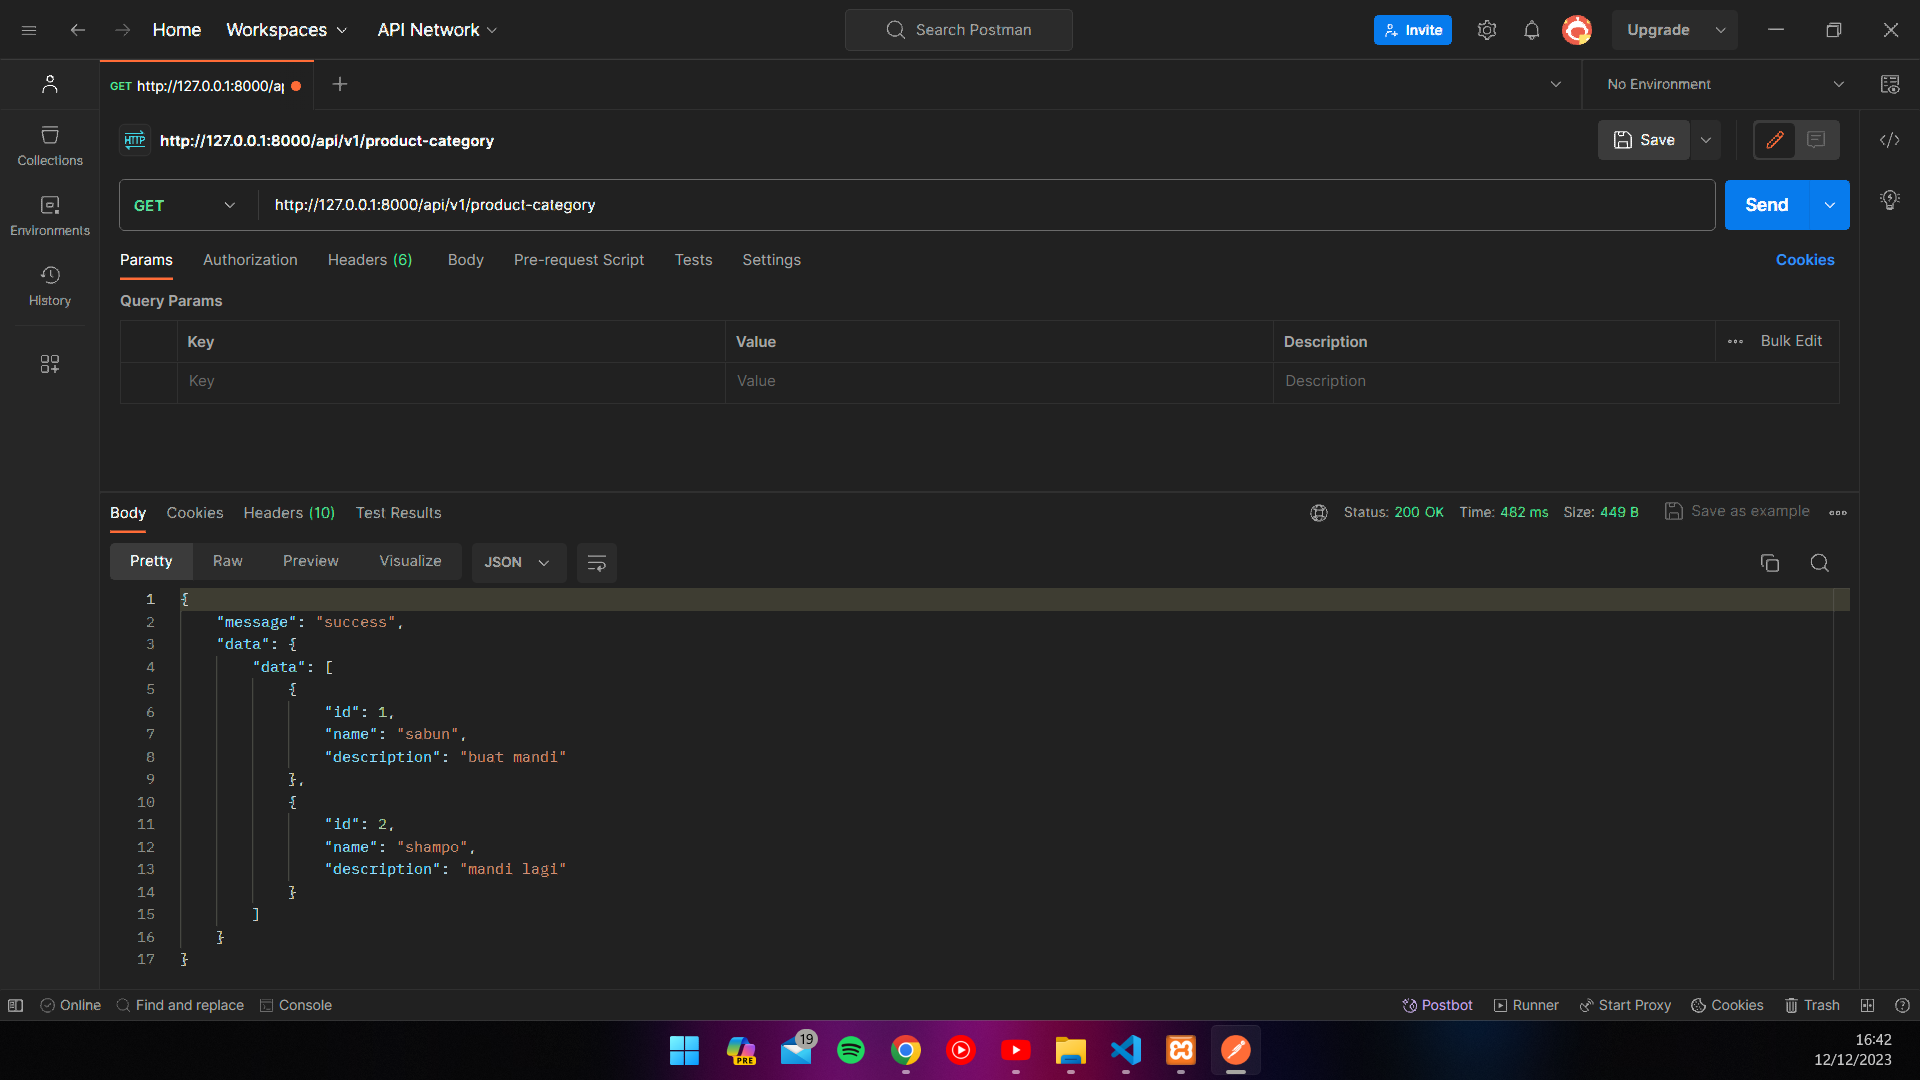 Home Workspaces API Network Search Postman Invite Upgrade
GET http://127.0.0.1:8000/ap No Environment
HTTP http://127.0.0.1:8000/api/v1/product-category Save
Collections
GET http://127.0.0.1:8000/api/v1/product-category Send
Environments
Params Authorization Headers (6) Body Pre-request Script Tests Settings Cookies
History
Query Params
Key Value Description Bulk Edit
Key Value Description
Body Cookies Headers (10) Test Results Status: 200 OK Time: 482 ms Size: 449 B Save as example
Pretty Raw Preview Visualize JSON
1 {
2 "message": "success",
3 "data": {
4 "data": [
5 {
6 "id": 1,
7 "name": "sabun",
8 "description": "buat mandi"
9 },
10 {
11 "id": 2,
12 "name": "shampo",
13 "description": "mandi lagi"
14 }
15 ]
16 }
17 }
Online Find and replace Console Postbot Runner Start Proxy Cookies Trash
19
PRE
16:42
12/12/2023